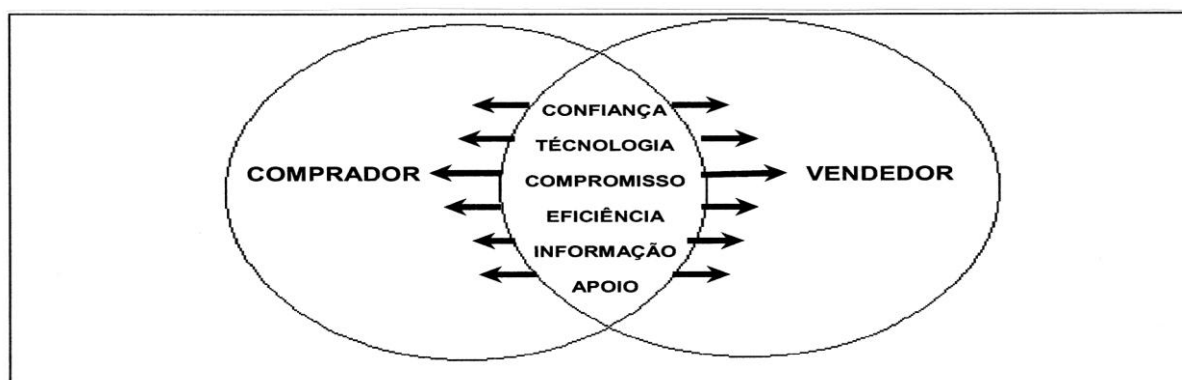 CONFIANÇA
TÉCNOLOGIA
COMPRADOR
COMPROMISSO
VENDEDOR
EFICIÊNCIA
INFORMAÇÃO
APOIO